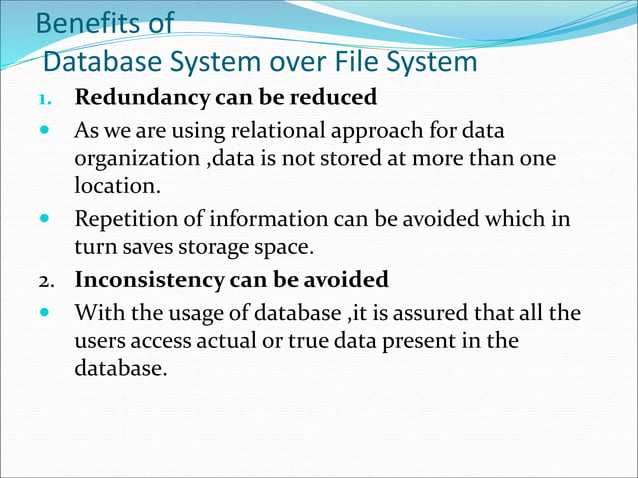 Benefits of
Database System over File System
1. Redundancy can be reduced
• As we are using relational approach for data
organization ,data is not stored at more than one
location.
• Repetition of information can be avoided which in
turn saves storage space.
2. Inconsistency can be avoided
• With the usage of database ,it is assured that all the
users access actual or true data present in the
database.